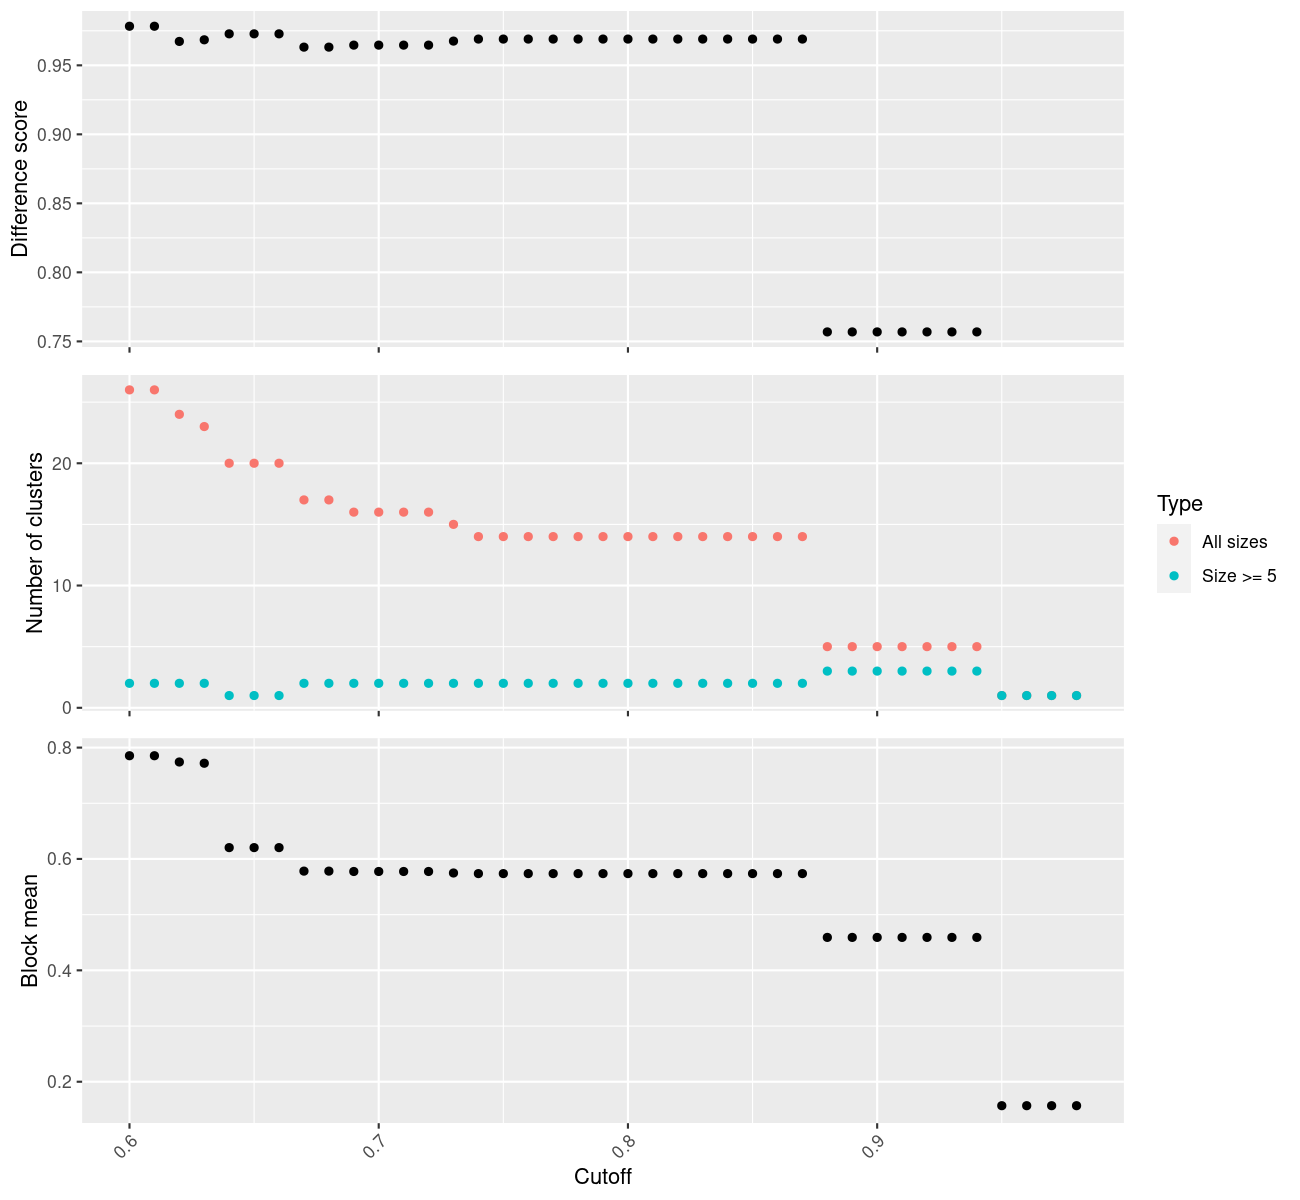 Difference score
0.95
0.90
0.85
0.80
0.75
Number of clusters
20
10
0
Type
All sizes
Size >= 5
Block mean
0.8
0.6
0.4
0.2
0.6 0.7 0.8 0.9
Cutoff